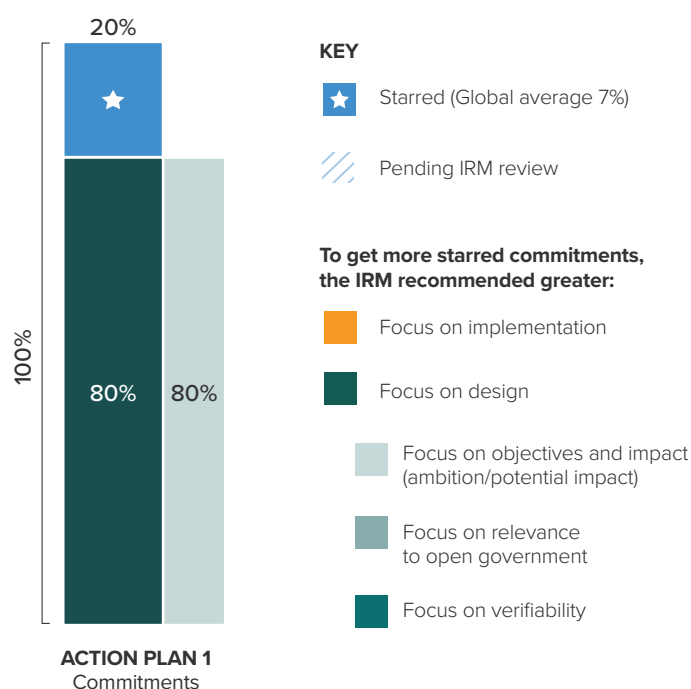 20%
100%
80%
80%
ACTION PLAN 1
Commitments
KEY
Starred (Global average 7%)
Pending IRM review
To get more starred commitments,
the IRM recommended greater:
Focus on implementation
Focus on design
Focus on objectives and impact
(ambition/potential impact)
Focus on relevance
to open government
Focus on verifiability